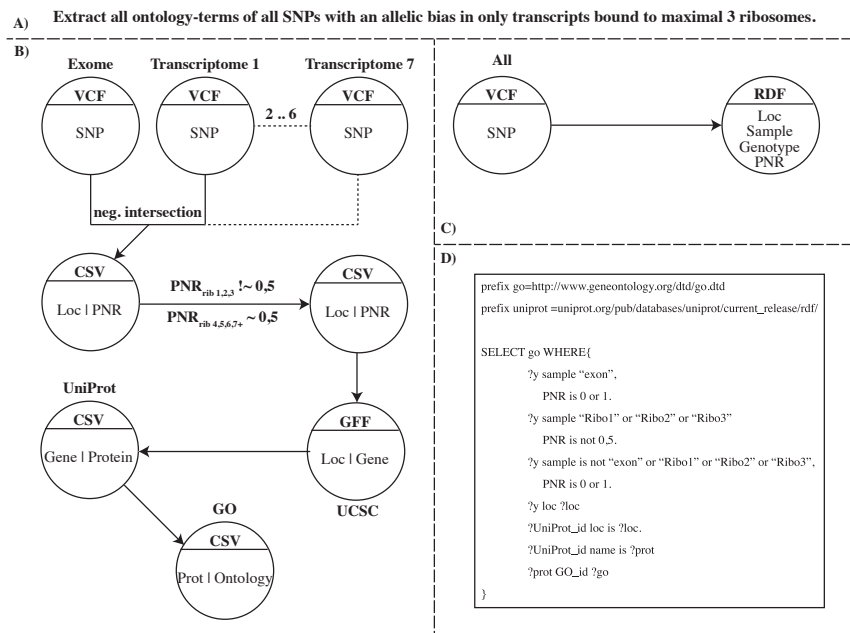 A) Extract all ontology-terms of all SNPs with an allelic bias in only transcripts bound to maximal 3 ribosomes.
B)
Exome Transcriptome 1 Transcriptome 7
VCF VCF 2 .. 6 VCF
SNP SNP SNP
neg. intersection
CSV CSV
PNR rib 1,2,3 !~ 0,5
Loc | PNR Loc | PNR
PNR rib 4,5,6,7+ ~ 0,5
UniProt
CSV GFF
Gene | Protein Loc | Gene
UCSC
GO
CSV
Prot | Ontology
All
VCF RDF
SNP Loc
Sample
Genotype
PNR
C)
D)
prefix go=http://www.geneontology.org/dtd/go.dtd
prefix uniprot =uniprot.org/pub/databases/uniprot/current_release/rdf/
SELECT go WHERE{
?y sample “exon”,
PNR is 0 or 1.
?y sample “Ribo1” or “Ribo2” or “Ribo3”
PNR is not 0,5.
?y sample is not “exon” or “Ribo1” or “Ribo2” or “Ribo3”,
PNR is 0 or 1.
?y loc ?loc
?UniProt_id loc is ?loc.
?UniProt_id name is ?prot
?prot GO_id ?go
}